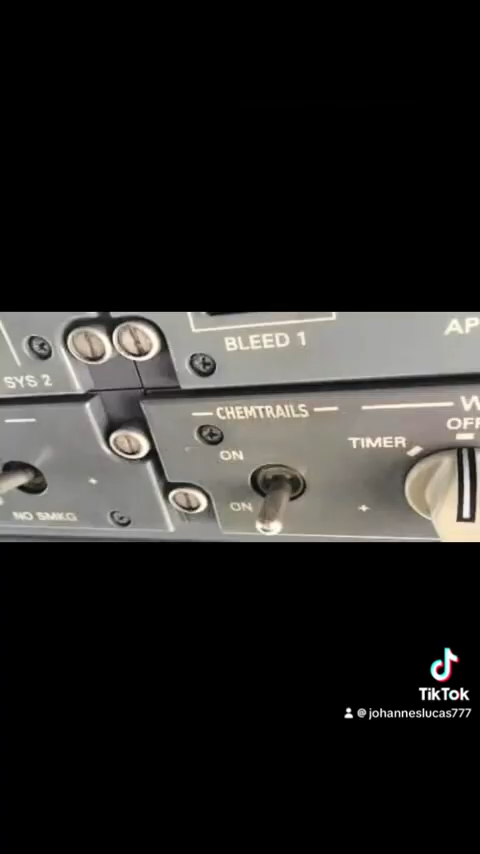 BLEED 1
AP
SYS 2
CHEMTRAILS
W
OFF
TIMER
ON
ON
NO SMKG
TikTok
@johanneslucas777